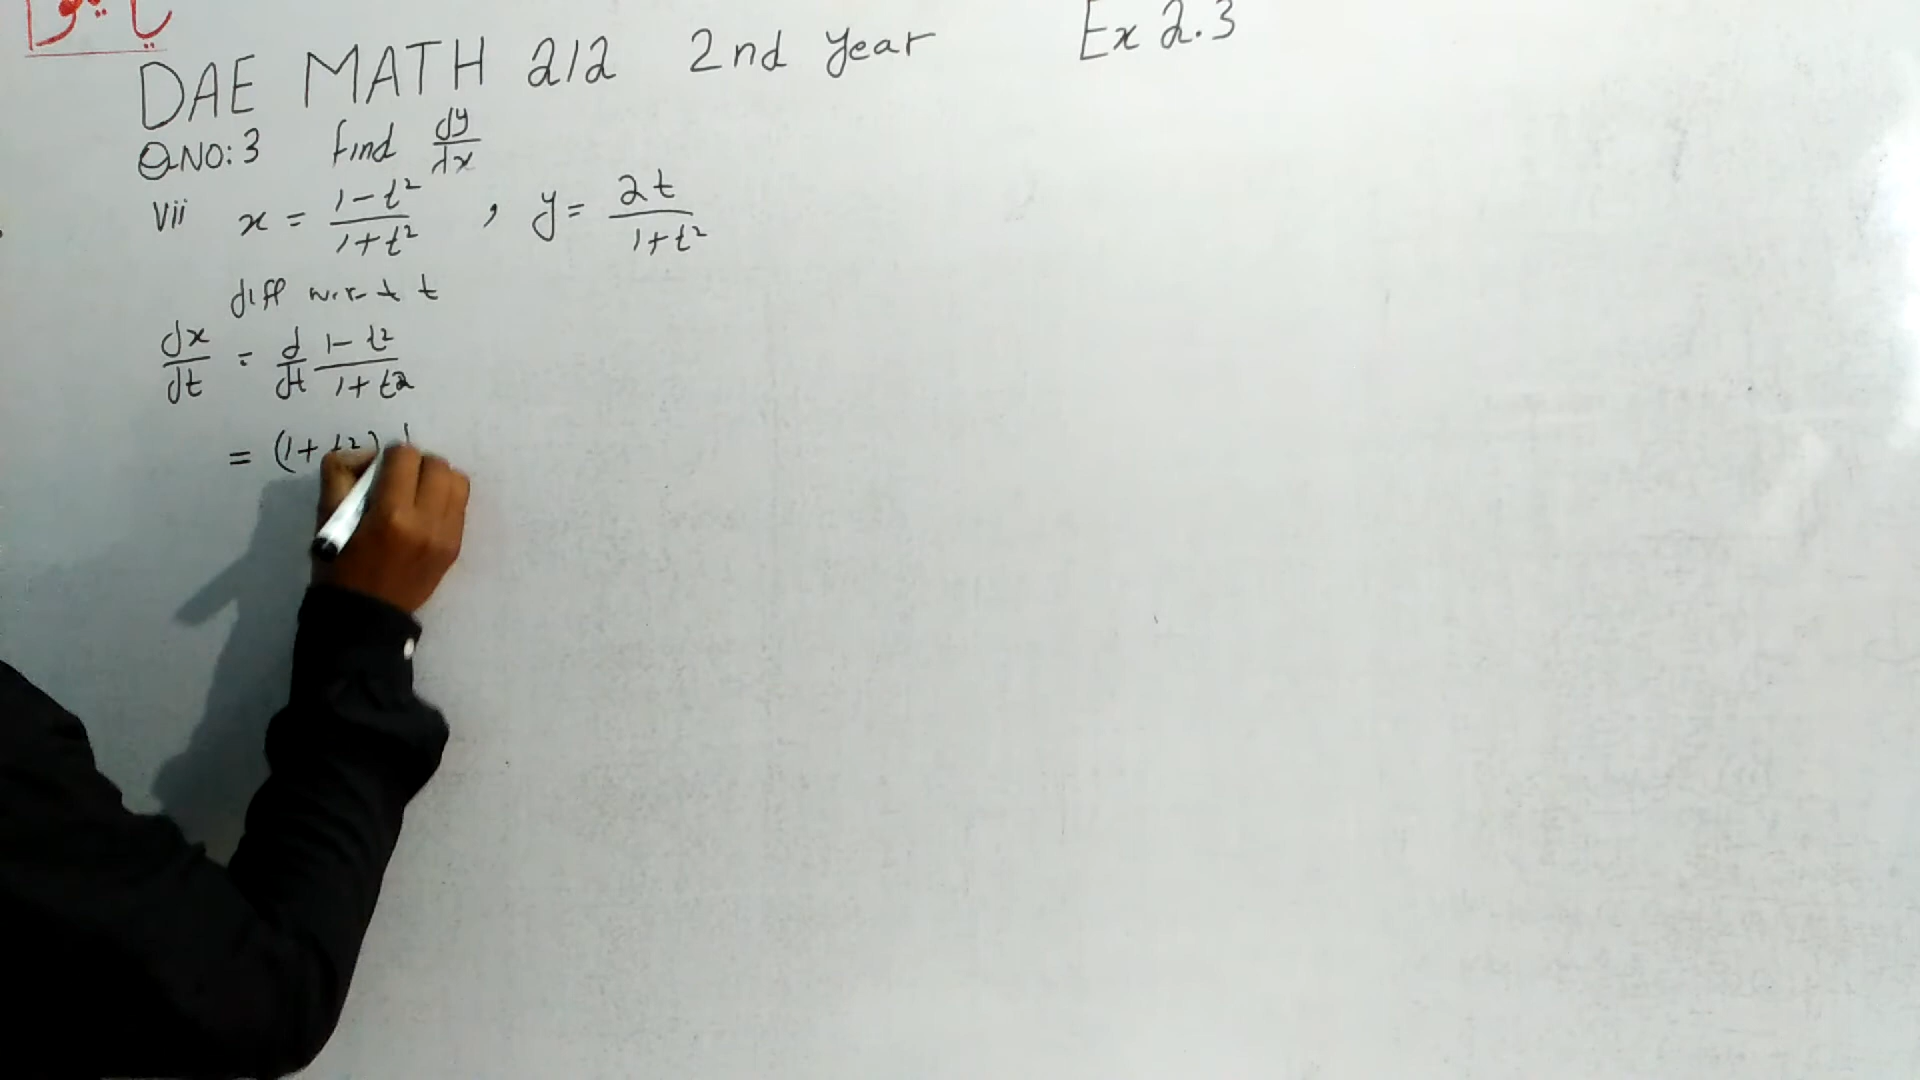 DAE MATH 212 2nd Year Ex 2.3
Q NO:3 find dy/dx
vii x = 1-t²/1+t² , y = 2t/1+t²
diff w.r.t t
dx/dt = d/dt 1-t²/1+t2
= (1+t²)